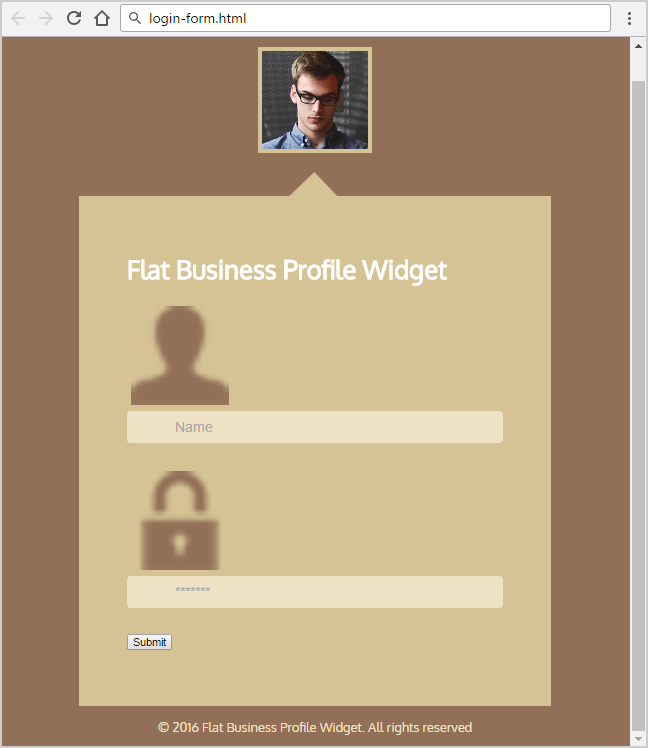 login-form.html
Flat Business Profile Widget
Name
*******
Submit
© 2016 Flat Business Profile Widget. All rights reserved